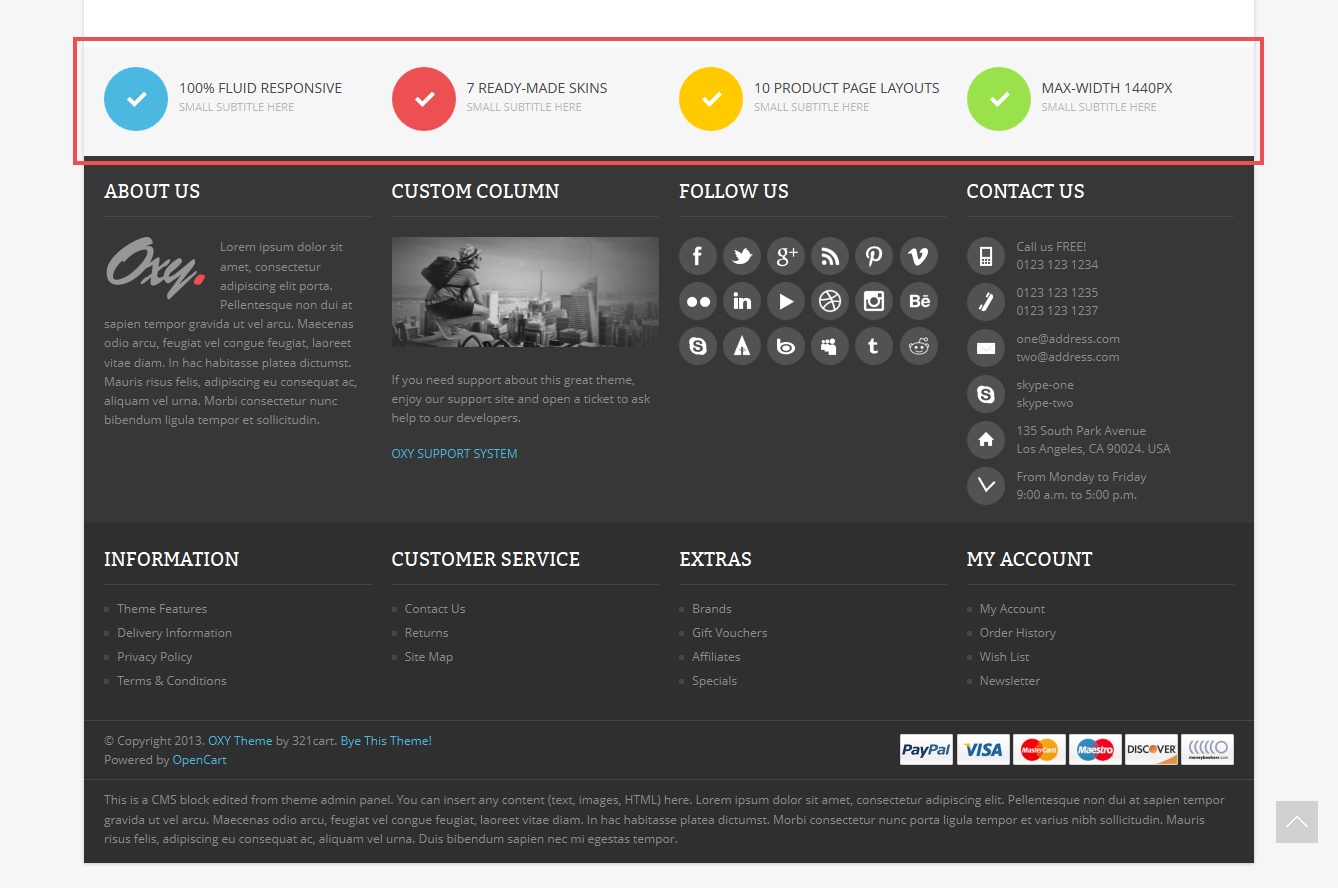 100% FLUID RESPONSIVE
SMALL SUBTITLE HERE
7 READY-MADE SKINS
SMALL SUBTITLE HERE
10 PRODUCT PAGE LAYOUTS
SMALL SUBTITLE HERE
MAX-WIDTH 1440PX
SMALL SUBTITLE HERE
ABOUT US
Oxy.
Lorem ipsum dolor sit
amet, consectetur
adipiscing elit porta.
Pellentesque non dui at
sapien tempor gravida ut vel arcu. Maecenas
odio arcu, feugiat vel congue feugiat, laoreet
vitae diam. In hac habitasse platea dictumst.
Mauris risus felis, adipiscing eu consequat ac,
aliquam vel urna. Morbi consectetur nunc
bibendum ligula tempor et sollicitudin.
CUSTOM COLUMN
If you need support about this great theme,
enjoy our support site and open a ticket to ask
help to our developers.
OXY SUPPORT SYSTEM
FOLLOW US
CONTACT US
Call us FREE!
0123 123 1234
0123 123 1235
0123 123 1237
one@address.com
two@address.com
skype-one
skype-two
135 South Park Avenue
Los Angeles, CA 90024. USA
From Monday to Friday
9:00 a.m. to 5:00 p.m.
INFORMATION
Theme Features
Delivery Information
Privacy Policy
Terms & Conditions
CUSTOMER SERVICE
Contact Us
Returns
Site Map
EXTRAS
Brands
Gift Vouchers
Affiliates
Specials
MY ACCOUNT
My Account
Order History
Wish List
Newsletter
© Copyright 2013. OXY Theme by 321cart. Bye This Theme!
Powered by OpenCart
PayPal
VISA
MasterCard
Maestro
DISCOVER
moneybookers.com
This is a CMS block edited from theme admin panel. You can insert any content (text, images, HTML) here. Lorem ipsum dolor sit amet, consectetur adipiscing elit. Pellentesque non dui at sapien tempor
gravida ut vel arcu. Maecenas odio arcu, feugiat vel congue feugiat, laoreet vitae diam. In hac habitasse platea dictumst. Morbi consectetur nunc porta ligula tempor et varius nibh sollicitudin. Mauris
risus felis, adipiscing eu consequat ac, aliquam vel urna. Duis bibendum sapien nec mi egestas tempor.